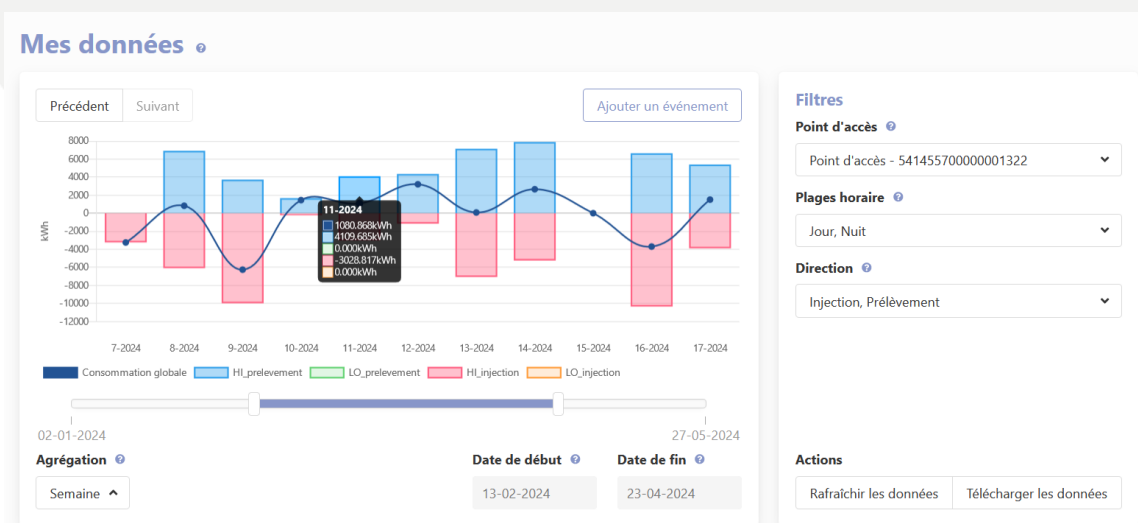 Mes données
Précédent
Suivant
Ajouter un événement
8000
6000
4000
2000
0
-2000
-4000
-6000
-8000
-10000
-12000
kWh
11-2024
1080.868kWh
4109.685kWh
0.000kWh
-3028.817kWh
0.000kWh
7-2024 8-2024 9-2024 10-2024 11-2024 12-2024 13-2024 14-2024 15-2024 16-2024 17-2024
Consommation globale HI_prelevement LO_prelevement HI_injection LO_injection
02-01-2024 27-05-2024
Agrégation
Semaine
Date de début
13-02-2024
Date de fin
23-04-2024
Filtres
Point d'accès
Point d'accès - 541455700000001322
Plages horaire
Jour, Nuit
Direction
Injection, Prélèvement
Actions
Rafraîchir les données
Télécharger les données